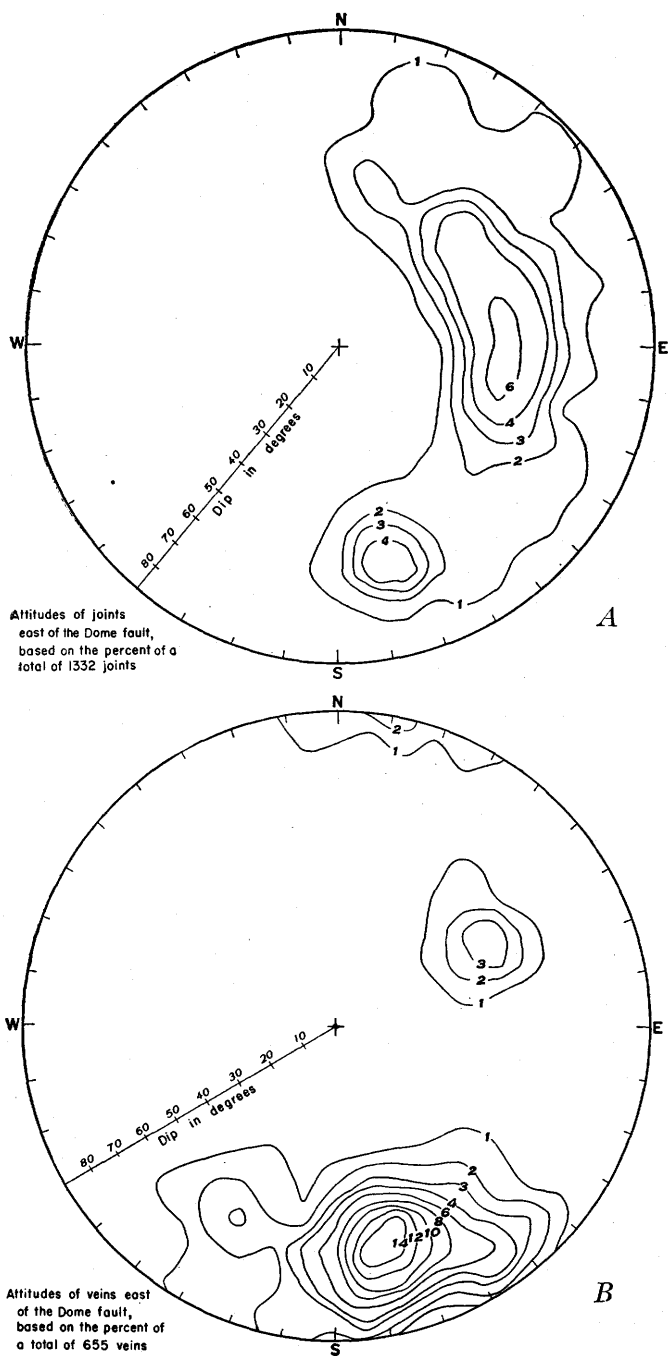 N
1
W
E
10
20
30
40
50
60
70
80
Dip in degrees
6
4
3
2
2
3
4
1
S
Attitudes of joints
east of the Dome fault,
based on the percent of a
total of 1332 joints
A
N
2
1
3
2
1
W
E
10
20
30
40
50
60
70
80
Dip in degrees
1
2
3
4
6
8
10
12
14
S
Attitudes of veins east
of the Dome fault,
based on the percent of
a total of 655 veins
B